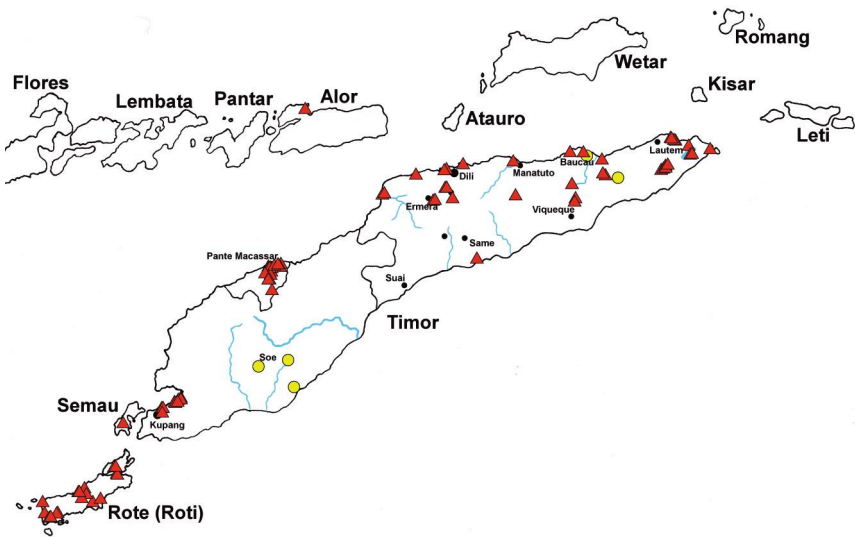 Romang
Wetar
Flores
Kisar
Lembata
Pantar
Alor
Atauro
Leti
Lautem
Baucau
Dili
Manatuto
Ermera
Viqueque
Same
Pante Macassar
Suai
Timor
Soe
Semau
Kupang
Rote (Roti)